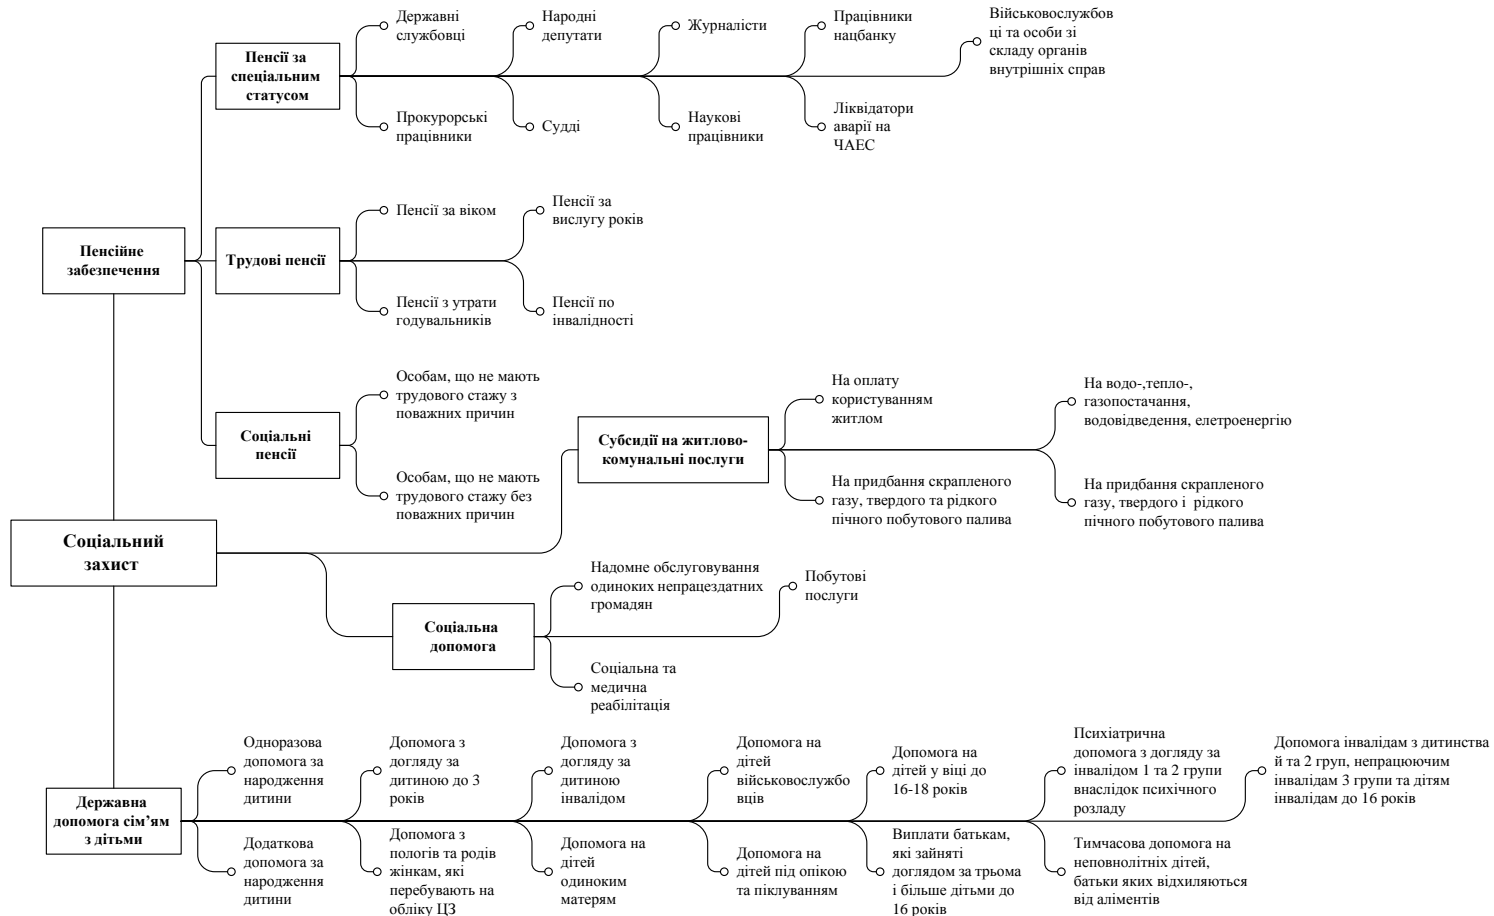 Пенсії за
спеціальним
статусом
Державні
службовці
Народні
депутати
Журналісти
Працівники
нацбанку
Військовослужбов
ці та особи зі
складу органів
внутрішніх справ
Прокурорські
працівники
Судді
Наукові
працівники
Ліквідатори
аварії на
ЧАЕС
Пенсійне
забезпечення
Трудові пенсії
Пенсії за віком
Пенсії за
вислугу років
Пенсії з утрати
годувальників
Пенсії по
інвалідності
Соціальні
пенсії
Особам, що не мають
трудового стажу з
поважних причин
Особам, що не мають
трудового стажу без
поважних причин
Субсидії на житлово-
комунальні послуги
На оплату
користуванням
житлом
На водо-,тепло-,
газопостачання,
водовідведення, елетроенергію
На придбання скрапленого
газу, твердого та рідкого
пічного побутового палива
На придбання скрапленого
газу, твердого і рідкого
пічного побутового палива
Соціальний
захист
Соціальна
допомога
Надомне обслуговування
одиноких непрацездатних
громадян
Побутові
послуги
Соціальна та
медична
реабілітація
Державна
допомога сім’ям
з дітьми
Одноразова
допомога за
народження
дитини
Допомога з
догляду за
дитиною до 3
років
Допомога з
догляду за
дитиною
інвалідом
Допомога на
дітей
військовослужбо
вців
Допомога на
дітей у віці до
16-18 років
Психіатрична
допомога з догляду за
інвалідом 1 та 2 групи
внаслідок психічного
розладу
Допомога інвалідам з дитинства
й та 2 груп, непрацюючим
інвалідам 3 групи та дітям
інвалідам до 16 років
Додаткова
допомога за
народження
дитини
Допомога з
пологів та родів
жінкам, які
перебувають на
обліку ЦЗ
Допомога на
дітей
одиноким
матерям
Допомога на
дітей під опікою
та піклуванням
Виплати батькам,
які зайняті
доглядом за трьома
і більше дітьми до
16 років
Тимчасова допомога на
неповнолітніх дітей,
батьки яких відхиляються
від аліментів